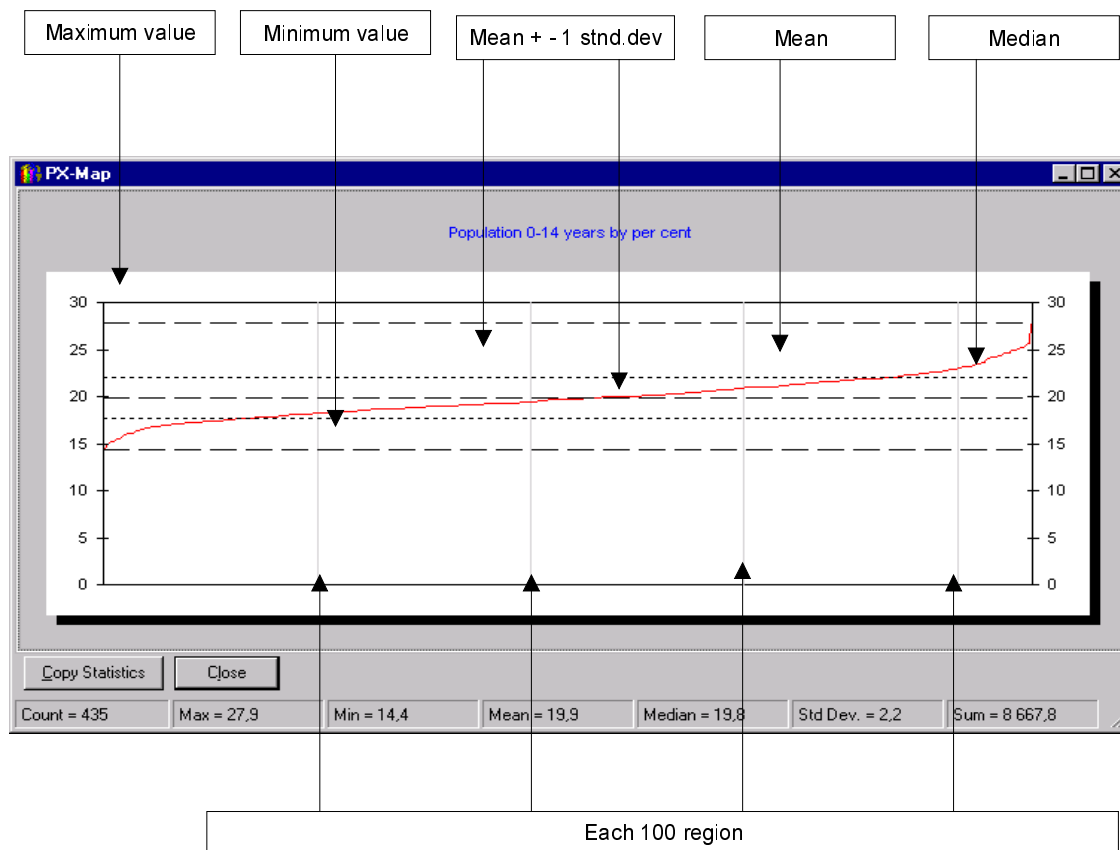 Maximum value
Minimum value
Mean + - 1 stnd.dev
Mean
Median
PX-Map
Population 0-14 years by per cent
30 30
25 25
20 20
15 15
10 10
5 5
0 0
Copy Statistics Close
Count = 435 Max = 27,9 Min = 14,4 Mean = 19,9 Median = 19,8 Std Dev. = 2,2 Sum = 8 667,8
Each 100 region